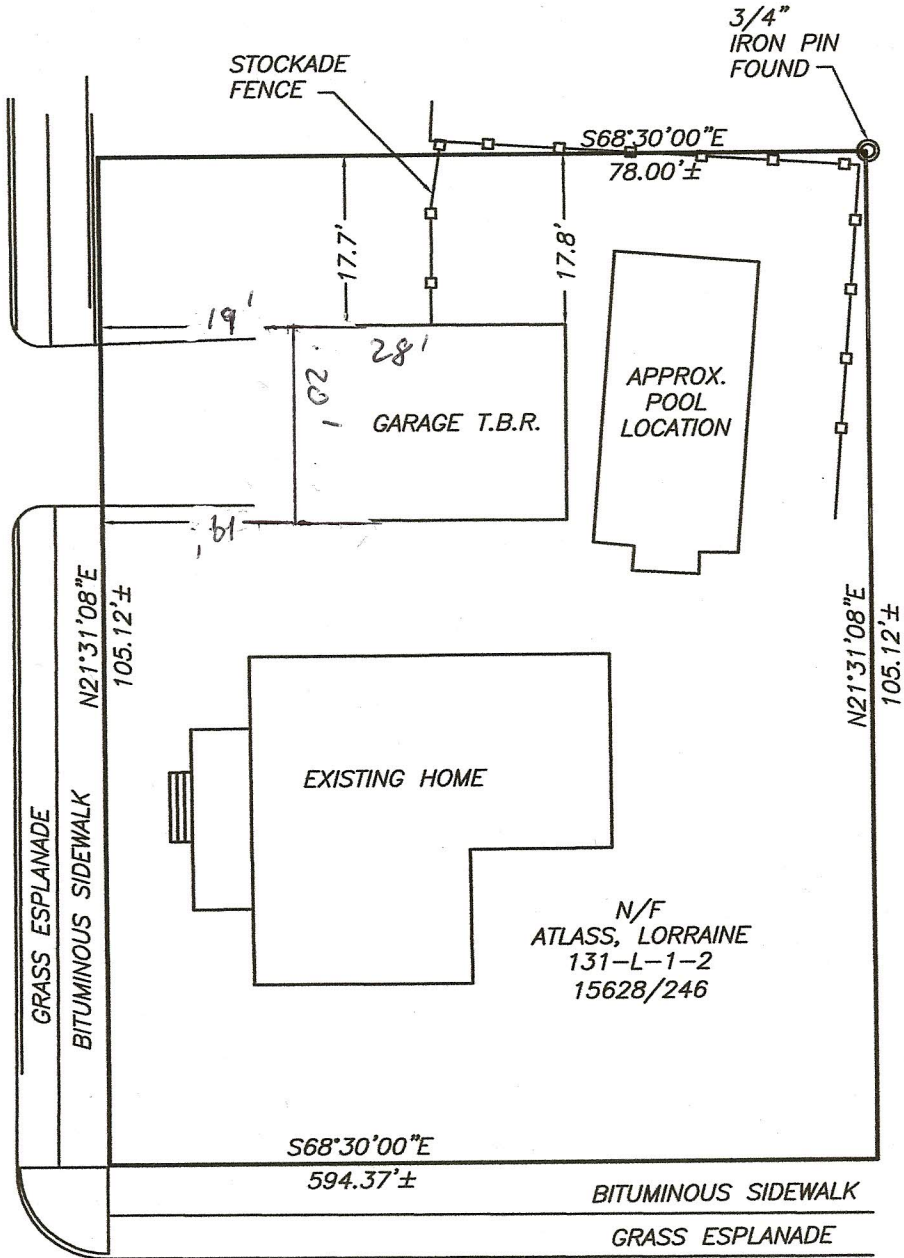 3/4"
IRON PIN
FOUND
STOCKADE
FENCE
S68°30'00"E
78.00'±
17.7'
17.8'
19'
28'
20'
GARAGE T.B.R.
APPROX.
POOL
LOCATION
19'
N21°31'08"E
105.12'±
N21°31'08"E
105.12'±
EXISTING HOME
GRASS ESPLANADE
BITUMINOUS SIDEWALK
N/F
ATLASS, LORRAINE
131-L-1-2
15628/246
S68°30'00"E
594.37'±
BITUMINOUS SIDEWALK
GRASS ESPLANADE